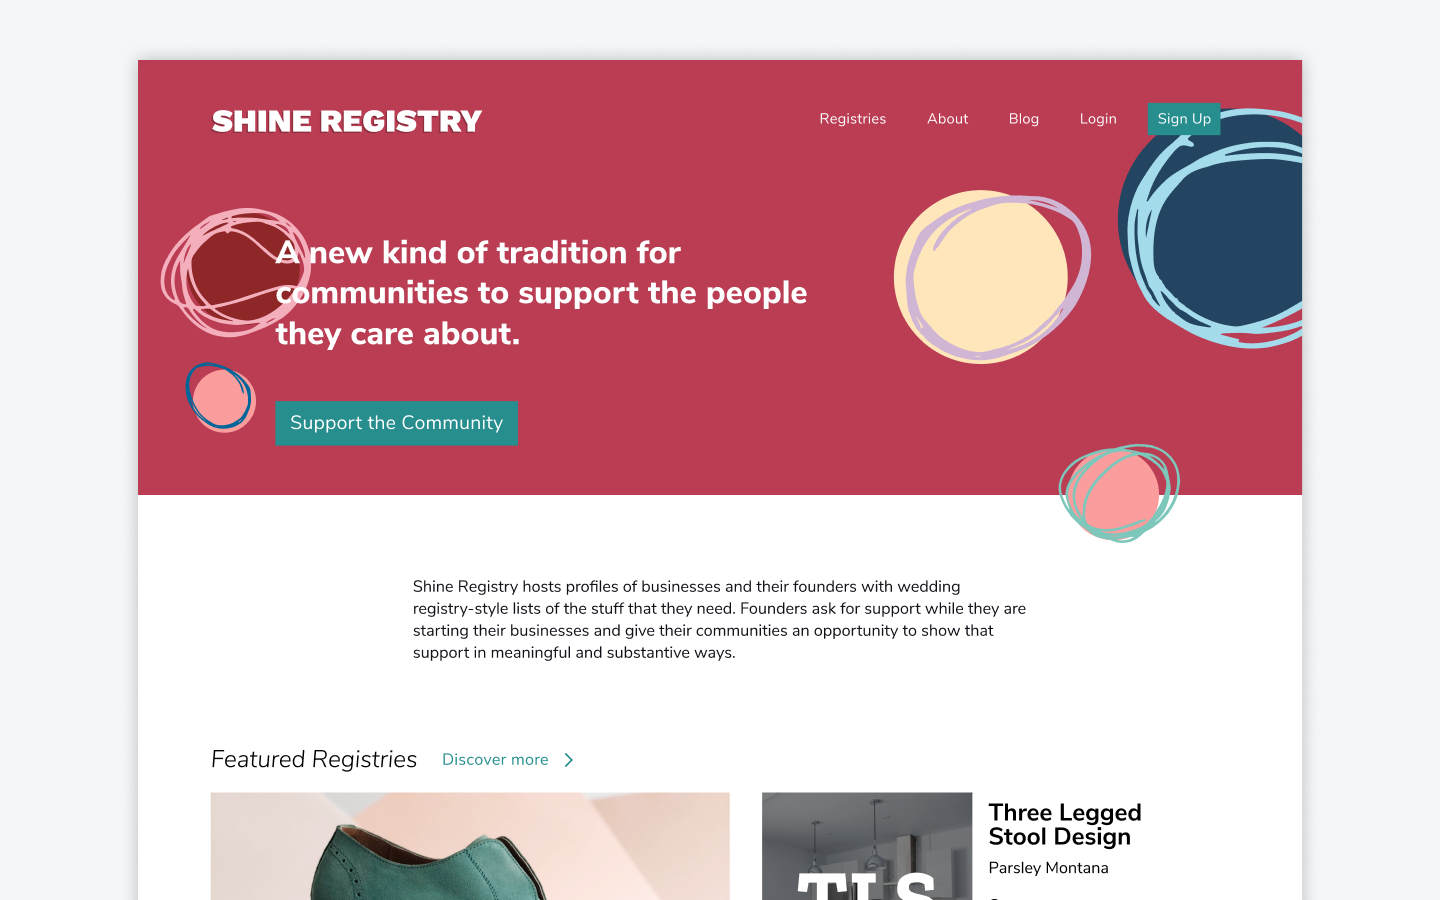 SHINE REGISTRY
Registries
About
Blog
Login
Sign Up
A new kind of tradition for
communities to support the people
they care about.
Support the Community
Shine Registry hosts profiles of businesses and their founders with wedding
registry-style lists of the stuff that they need. Founders ask for support while they are
starting their businesses and give their communities an opportunity to show that
support in meaningful and substantive ways.
Featured Registries
Discover more
TLS
Three Legged
Stool Design
Parsley Montana